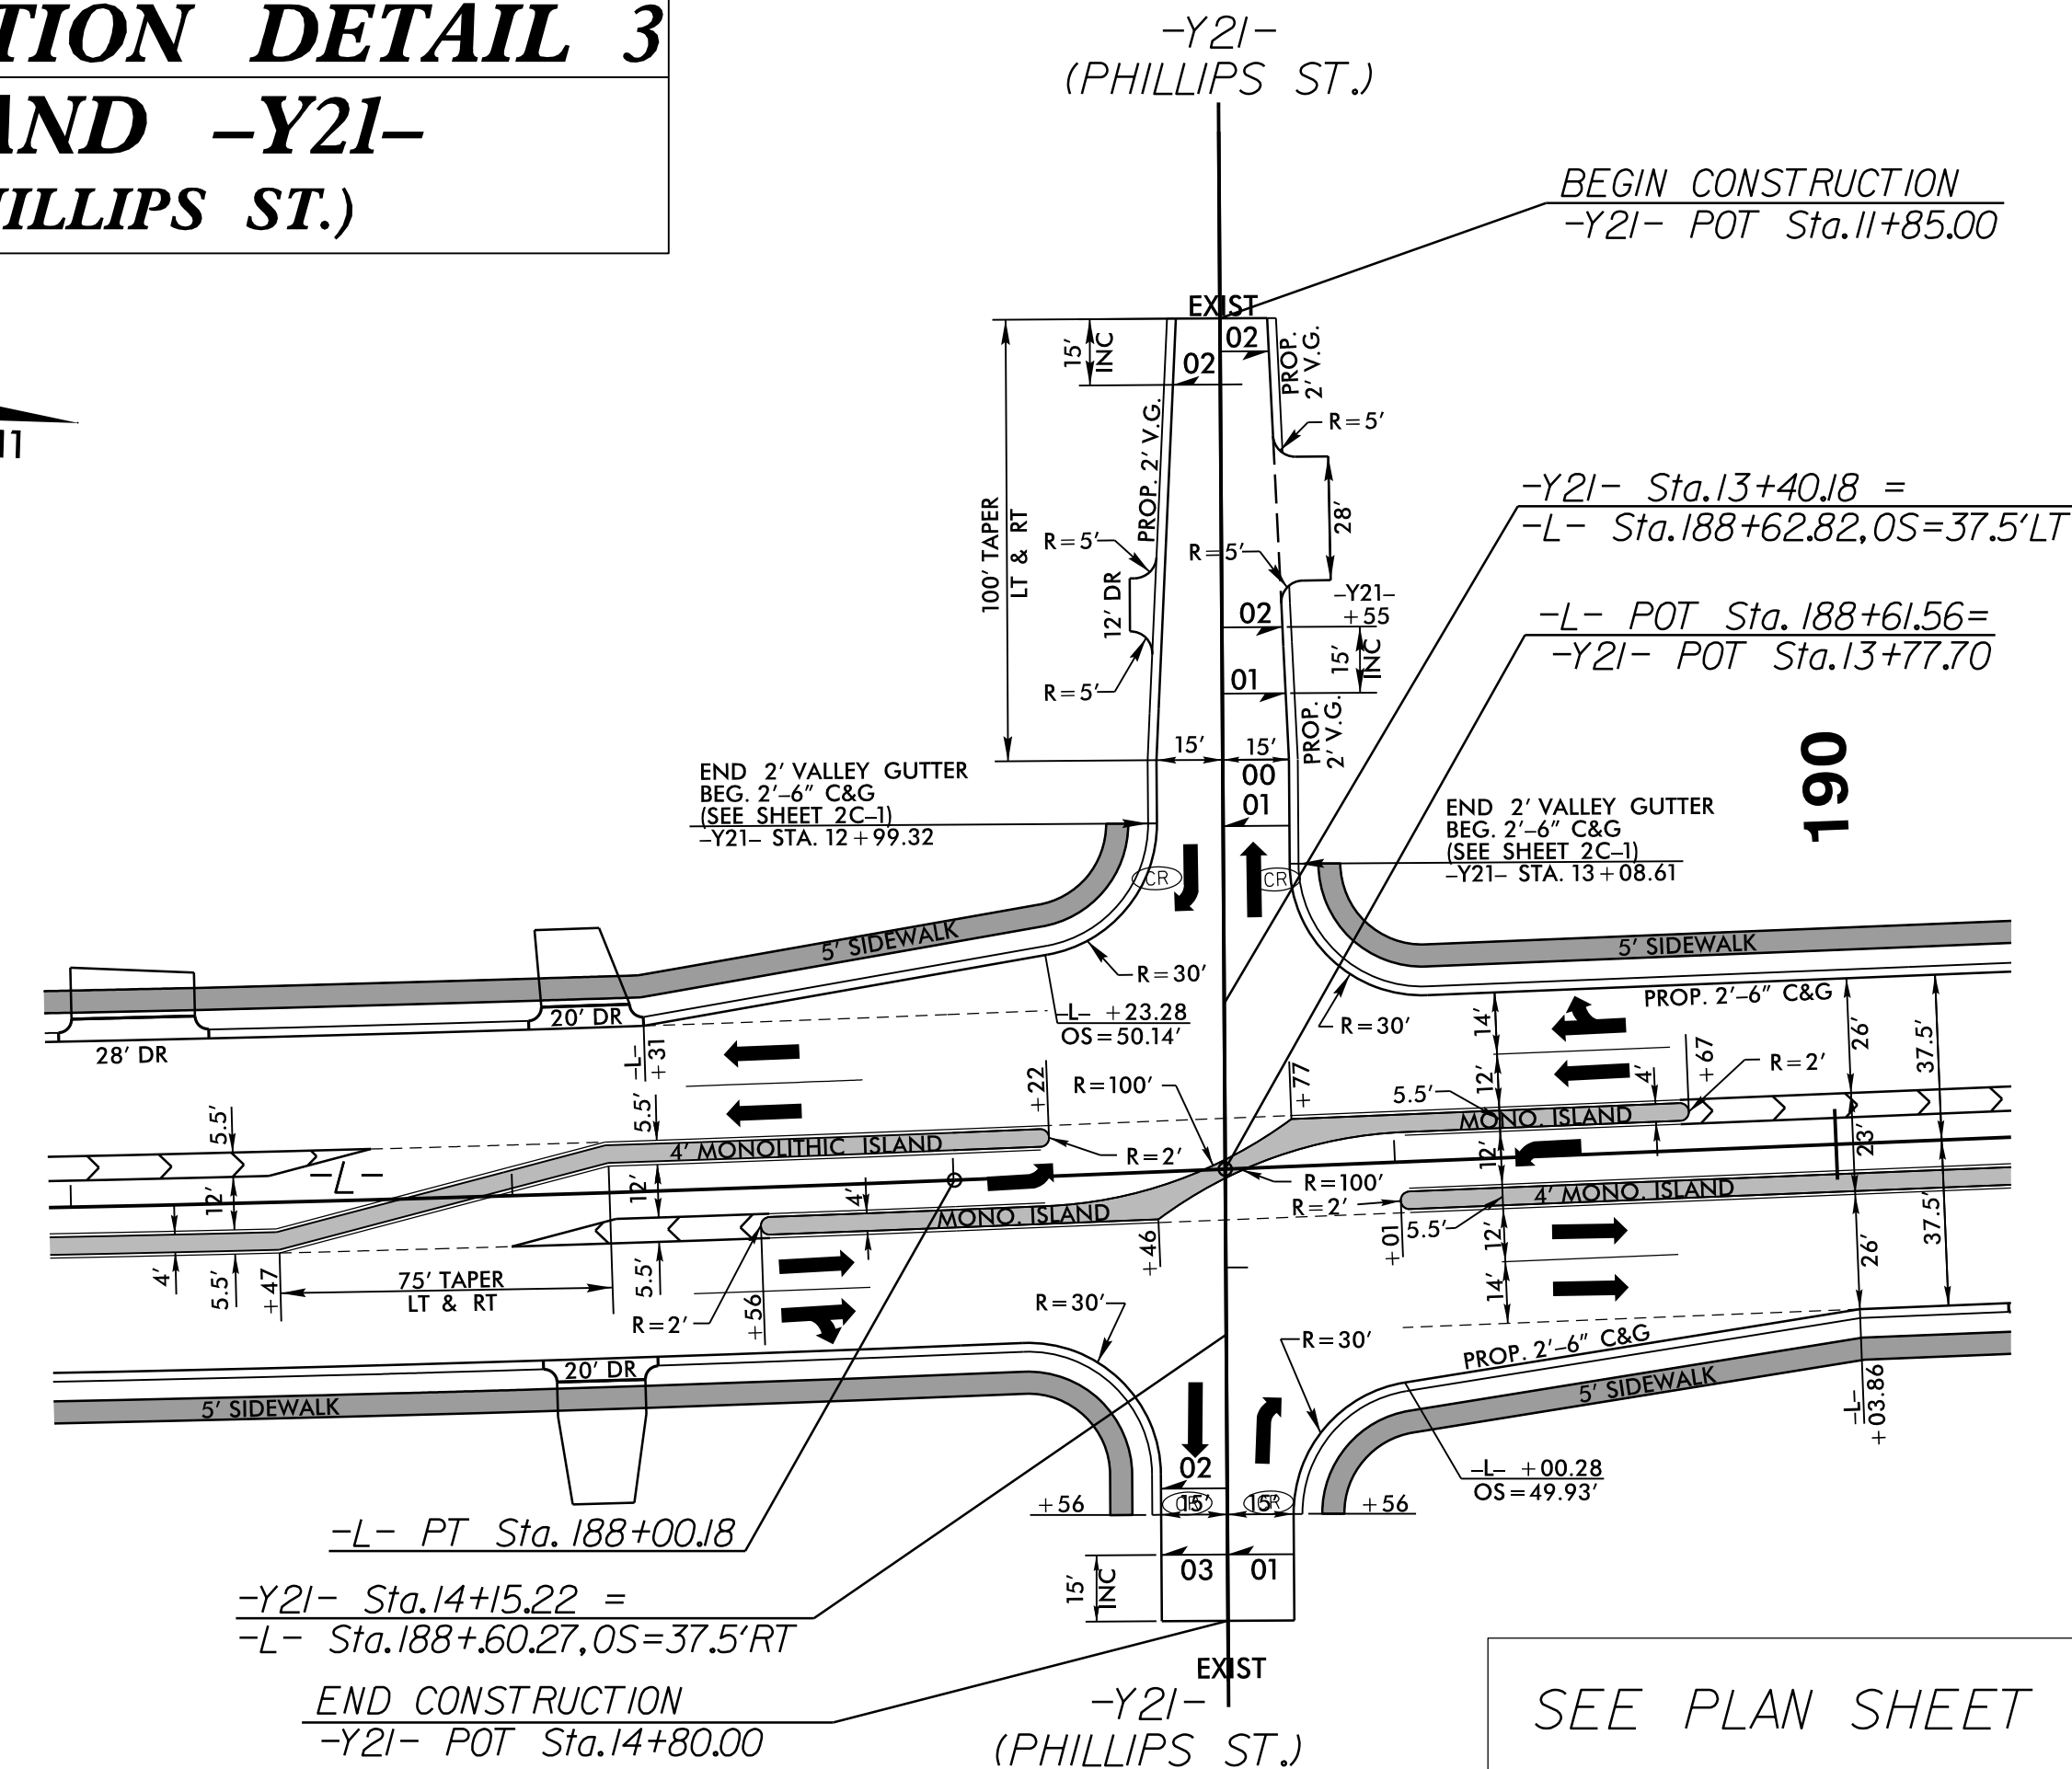 TION DETAIL 3
AND –Y21–
HILLIPS ST.)
11
-Y21-
(PHILLIPS ST.)
BEGIN CONSTRUCTION
-Y21- POT Sta.11+85.00
EXIST
02
02
15'
INC
PROP.
2' V.G.
R=5'
28'
100' TAPER
LT & RT
PROP. 2' V.G.
R=5'
12' DR
R=5'
R=5'
-Y21- Sta.13+40.18 =
-L- Sta.188+62.82,OS=37.5'LT
–Y21–
+55
02
15'
INC
01
-L- POT Sta. 188+61.56=
-Y21- POT Sta.13+77.70
PROP.
2' V.G.
15'
15'
00
01
190
END 2' VALLEY GUTTER
BEG. 2'–6" C&G
(SEE SHEET 2C–1)
–Y21– STA. 12+99.32
END 2' VALLEY GUTTER
BEG. 2'–6" C&G
(SEE SHEET 2C–1)
–Y21– STA. 13+08.61
CR
CR
5' SIDEWALK
5' SIDEWALK
R=30'
R=30'
–L– +23.28
OS=50.14'
PROP. 2'–6" C&G
28' DR
20' DR
–L–
+31
5.5'
5.5'
+22
R=100'
+77
5.5'
14'
12'
4'
+67
R=2'
26'
37.5'
4' MONOLITHIC ISLAND
MONO. ISLAND
-L-
12'
12'
R=2'
4'
R=100'
R=2'
12'
23'
MONO. ISLAND
4' MONO. ISLAND
5.5'
4'
5.5'
+47
75' TAPER
LT & RT
5.5'
R=2'
+56
+46
+01
12'
14'
26'
37.5'
R=30'
R=30'
PROP. 2'–6" C&G
20' DR
5' SIDEWALK
5' SIDEWALK
–L–
+03.86
–L– +00.28
OS=49.93'
02
+56
15'
15'
CR
CR
+56
03
01
15'
INC
-L- PT Sta. 188+00.18
-Y21- Sta.14+15.22 =
-L- Sta.188+.60.27,OS=37.5'RT
EXIST
END CONSTRUCTION
-Y21- POT Sta.14+80.00
-Y21-
(PHILLIPS ST.)
SEE PLAN SHEET